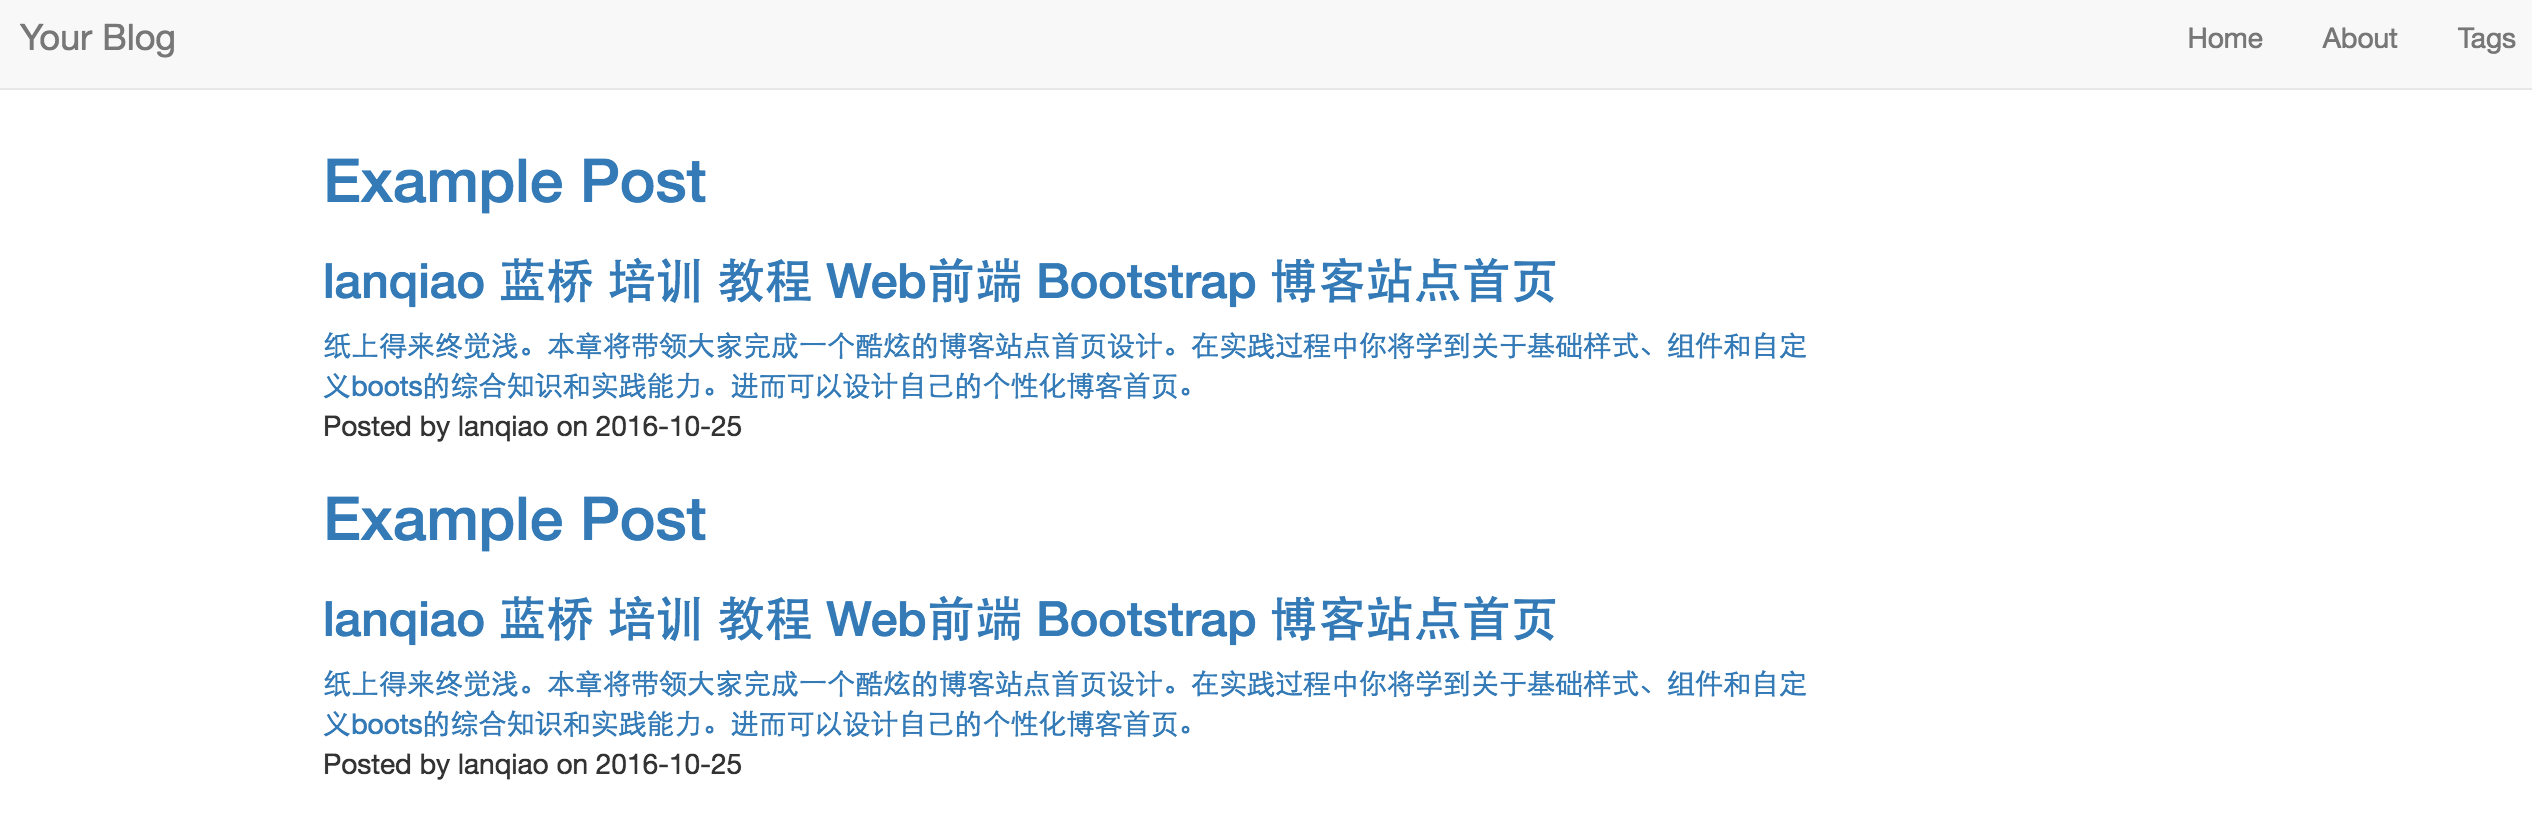 Your Blog
Home About Tags
Example Post
lanqiao 蓝桥 培训 教程 Web前端 Bootstrap 博客站点首页
纸上得来终觉浅。本章将带领大家完成一个酷炫的博客站点首页设计。在实践过程中你将学到关于基础样式、组件和自定
义boots的综合知识和实践能力。进而可以设计自己的个性化博客首页。
Posted by lanqiao on 2016-10-25
Example Post
lanqiao 蓝桥 培训 教程 Web前端 Bootstrap 博客站点首页
纸上得来终觉浅。本章将带领大家完成一个酷炫的博客站点首页设计。在实践过程中你将学到关于基础样式、组件和自定
义boots的综合知识和实践能力。进而可以设计自己的个性化博客首页。
Posted by lanqiao on 2016-10-25